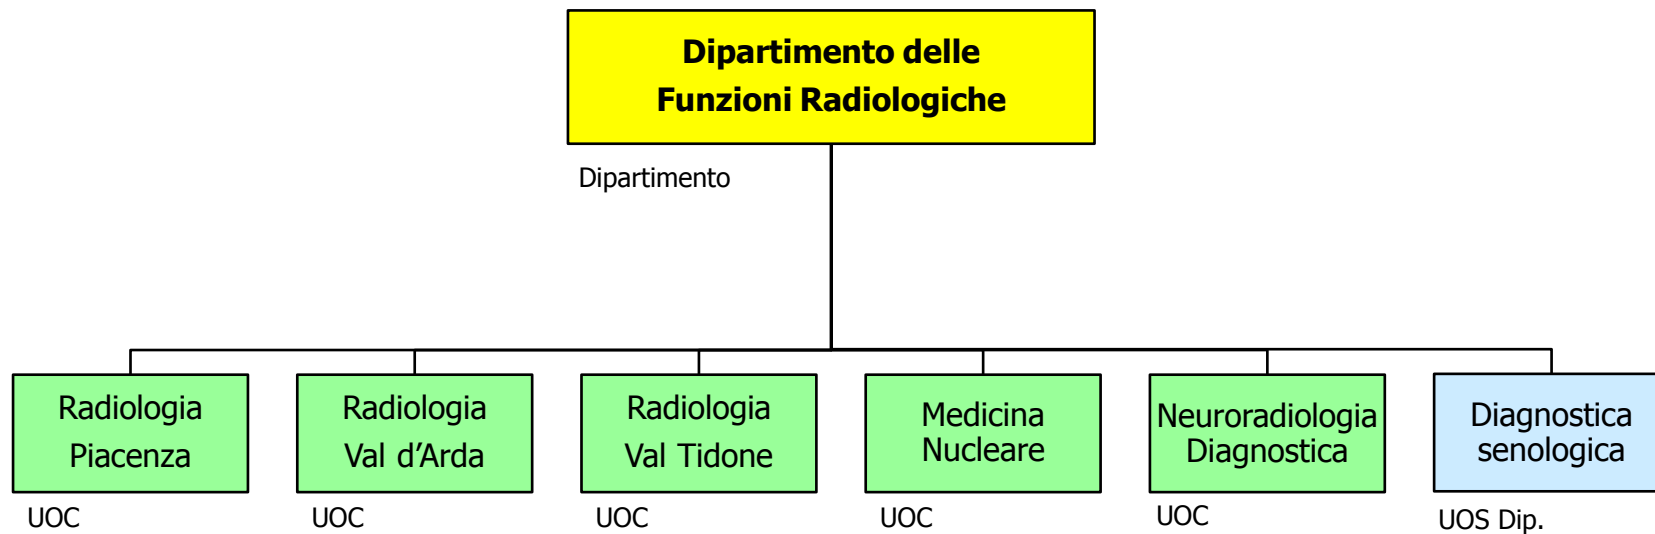 Dipartimento delle
Funzioni Radiologiche
Dipartimento
Radiologia
Piacenza
UOC
Radiologia
Val d’Arda
UOC
Radiologia
Val Tidone
UOC
Medicina
Nucleare
UOC
Neuroradiologia
Diagnostica
UOC
Diagnostica
senologica
UOS Dip.